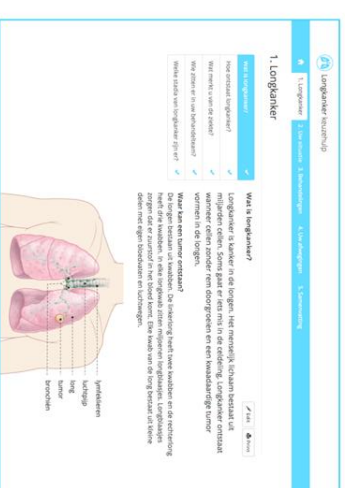 Longkanker keuzehulp
1. Longkanker
2. Uw situatie
3. Behandelingen
4. Uw afwegingen
5. Samenvatting
1. Longkanker
Wat is longkanker?
Hoe ontstaat longkanker?
Wat merkt u van de ziekte?
Wie zitten er in uw behandelteam?
Welke stadia van longkanker zijn er?
Wat is longkanker?
Longkanker is kanker in de longen. Het menselijk lichaam bestaat uit
miljarden cellen. Soms gaat er iets mis in de celdeling. Longkanker ontstaat
wanneer cellen zonder rem doorgroeien en een kwaadaardige tumor
vormen in de longen.
Waar kan een tumor ontstaan?
De longen bestaan uit kwabben. De linkerlong heeft twee kwabben en de rechterlong
heeft drie kwabben. In elke longkwab zitten miljoenen longblaasjes. Longblaasjes
zorgen dat er zuurstof in het bloed komt. Elke kwab van de long bestaat uit kleine
delen met eigen bloedvaten en luchtwegen.
lymfeklieren
luchtpijp
long
tumor
bronchiën